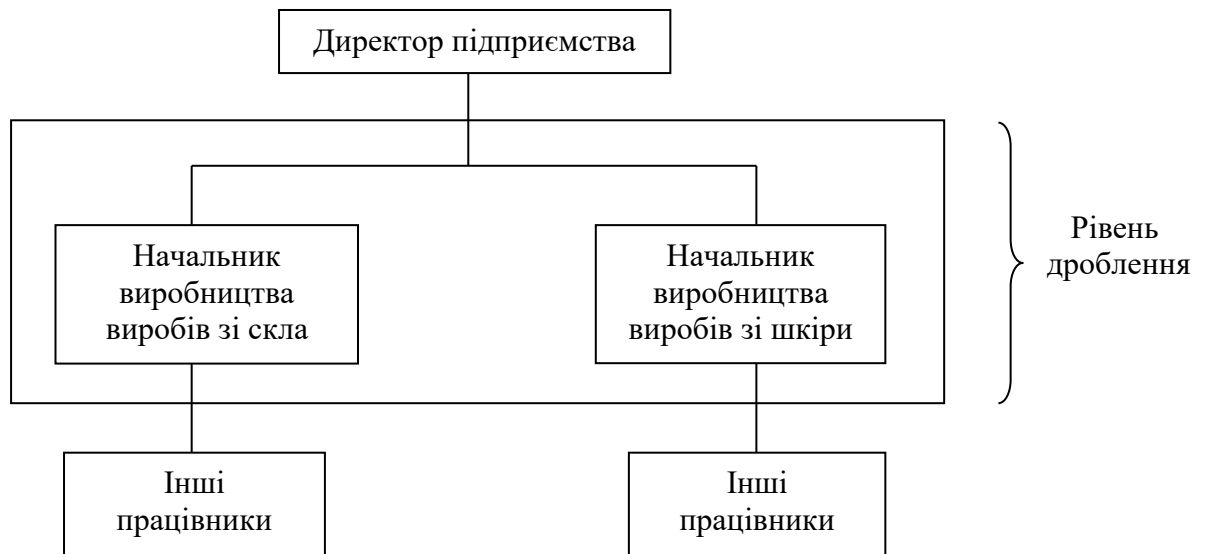 Директор підприємства
Начальник
виробництва
виробів зі скла
Начальник
виробництва
виробів зі шкіри
Рівень
дроблення
Інші
працівники
Інші
працівники